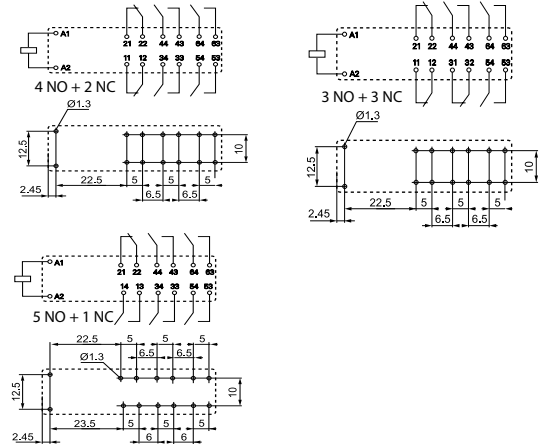 A1
21 22 44 43 64 63
A2
11 12 34 33 54 53
4 NO + 2 NC
Ø1.3
12.5
10
22.5
5 5 5
2.45
6.5 6.5
A1
21 22 44 43 64 63
A2
11 12 31 32 54 53
3 NO + 3 NC
Ø1.3
12.5
10
22.5
5 5 5
2.45
6.5 6.5
A1
21 22 44 43 64 63
A2
14 13 34 33 54 53
5 NO + 1 NC
22.5
5 5 5
Ø1.3
6.5 6.5
12.5
10
23.5
5 5 5
2.45
6 6